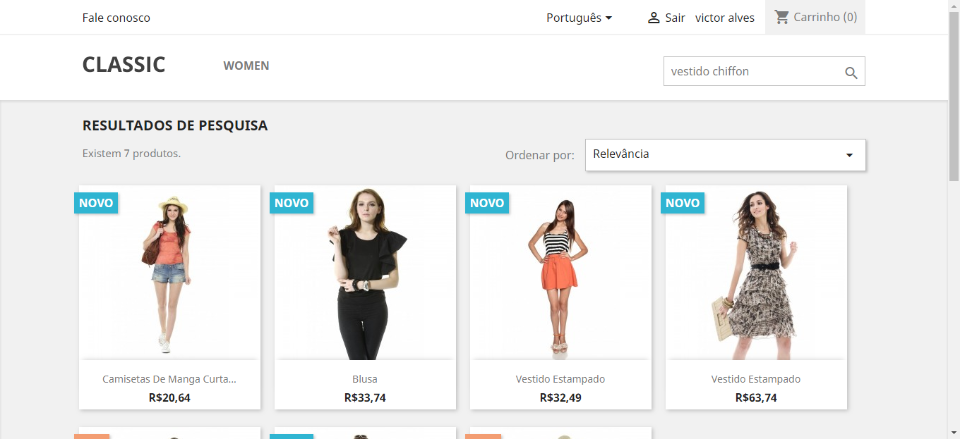 Fale conosco
Português
Sair victor alves
Carrinho (0)
CLASSIC
WOMEN
vestido chiffon
RESULTADOS DE PESQUISA
Existem 7 produtos.
Ordenar por:
Relevância
NOVO
NOVO
NOVO
NOVO
Camisetas De Manga Curta...
R$20,64
Blusa
R$33,74
Vestido Estampado
R$32,49
Vestido Estampado
R$63,74